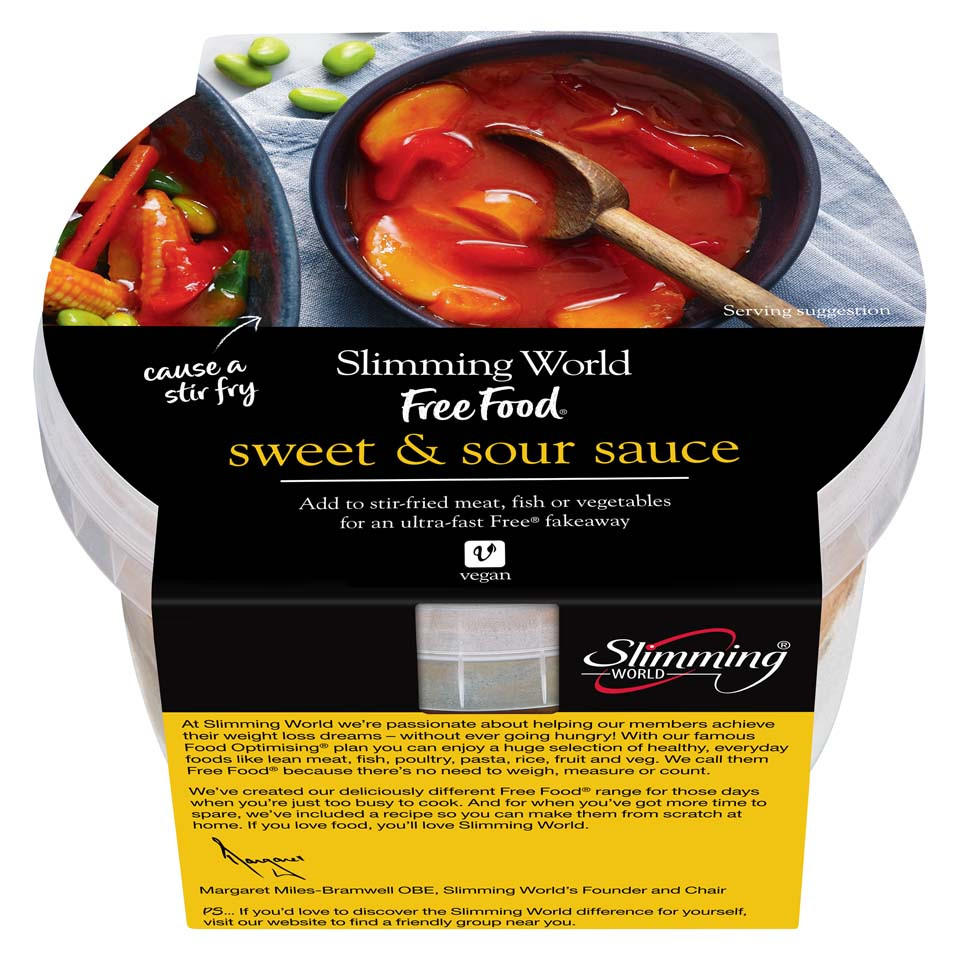 Serving suggestion
cause a
stir fry
Slimming World
Free Food®
sweet & sour sauce
Add to stir-fried meat, fish or vegetables
for an ultra-fast Free® fakeaway
v
vegan
Slimming®
WORLD
At Slimming World we're passionate about helping our members achieve
their weight loss dreams – without ever going hungry! With our famous
Food Optimising® plan you can enjoy a huge selection of healthy, everyday
foods like lean meat, fish, poultry, pasta, rice, fruit and veg. We call them
Free Food® because there's no need to weigh, measure or count.
We've created our deliciously different Free Food® range for those days
when you're just too busy to cook. And for when you've got more time to
spare, we've included a recipe so you can make them from scratch at
home. If you love food, you'll love Slimming World.
Margaret
Margaret Miles-Bramwell OBE, Slimming World's Founder and Chair
PS... If you'd love to discover the Slimming World difference for yourself,
visit our website to find a friendly group near you.